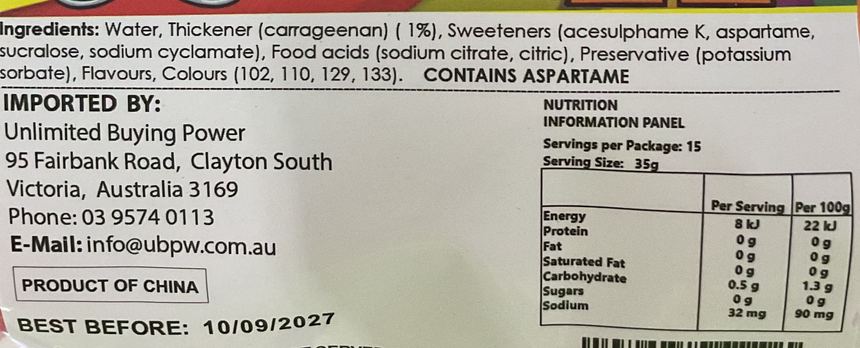 Ingredients: Water, Thickener (carrageenan) ( 1%), Sweeteners (acesulphame K, aspartame,
sucralose, sodium cyclamate), Food acids (sodium citrate, citric), Preservative (potassium
sorbate), Flavours, Colours (102, 110, 129, 133). CONTAINS ASPARTAME
IMPORTED BY:
Unlimited Buying Power
95 Fairbank Road, Clayton South
Victoria, Australia 3169
Phone: 03 9574 0113
E-Mail: info@ubpw.com.au
PRODUCT OF CHINA
BEST BEFORE: 10/09/2027
NUTRITION
INFORMATION PANEL
Servings per Package: 15
Serving Size: 35g
Per Serving Per 100g
Energy 8 kJ 22 kJ
Protein 0 g 0 g
Fat 0 g 0 g
Saturated Fat 0 g 0 g
Carbohydrate 0.5 g 1.3 g
Sugars 0 g 0 g
Sodium 32 mg 90 mg